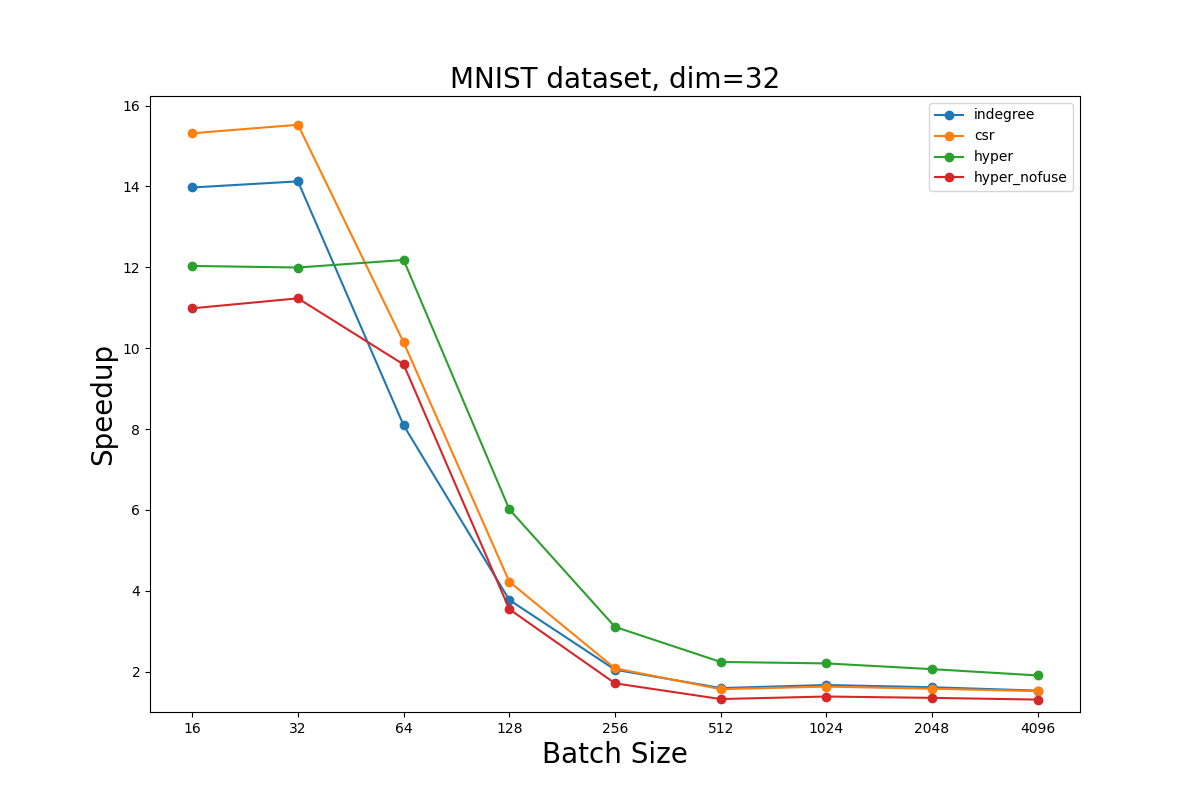 MNIST dataset, dim=32
16
14
12
10
8
6
4
2
Speedup
indegree
csr
hyper
hyper_nofuse
16 32 64 128 256 512 1024 2048 4096
Batch Size